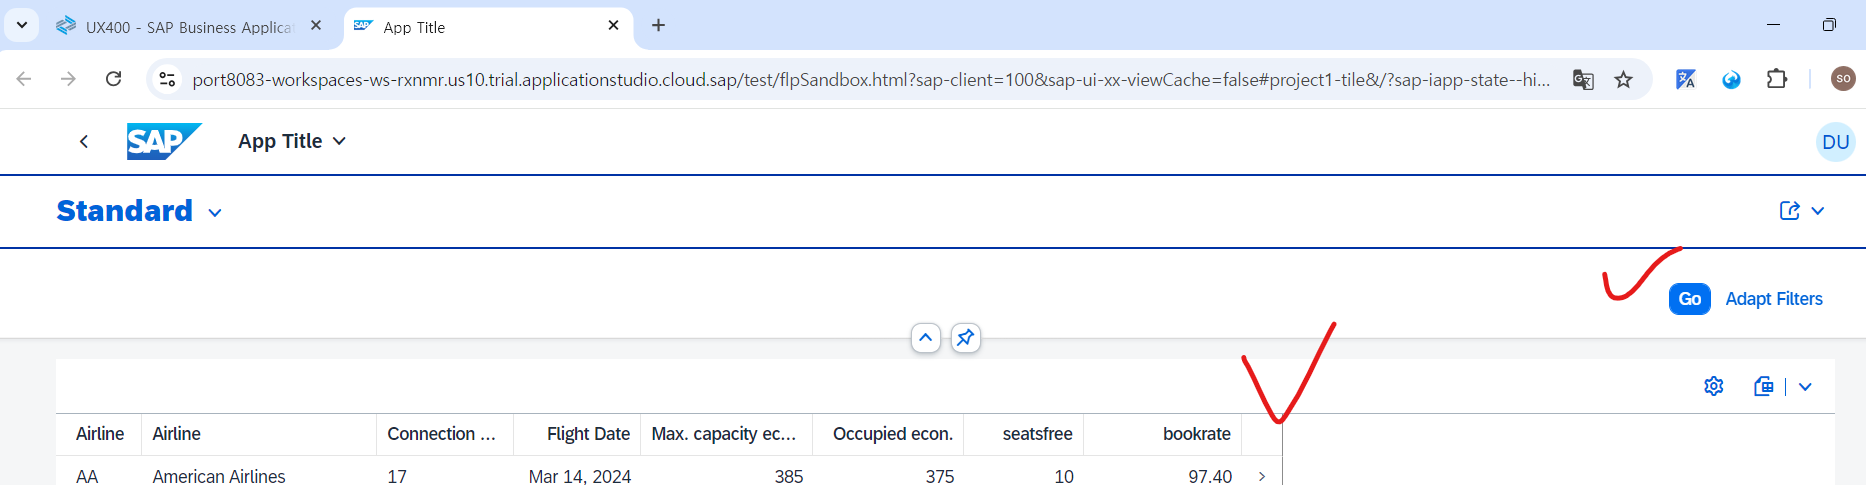 UX400 - SAP Business Applica
SAP App Title
port8083-workspaces-ws-rxnmr.us10.trial.applicationstudio.cloud.sap/test/flpSandbox.html?sap-client=100&sap-ui-xx-viewCache=false#project1-tile&/?sap-iapp-state--hi...
SO
SAP App Title
DU
Standard
Go Adapt Filters
Airline Airline Connection ... Flight Date Max. capacity ec... Occupied econ. seatsfree bookrate
AA American Airlines 17 Mar 14, 2024 385 375 10 97.40